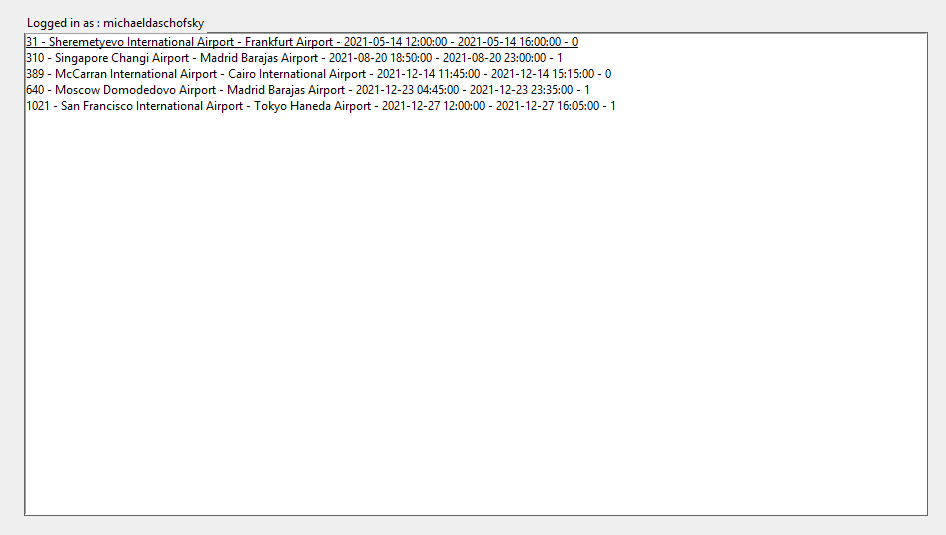 Logged in as : michaeldaschofsky
31 - Sheremetyevo International Airport - Frankfurt Airport - 2021-05-14 12:00:00 - 2021-05-14 16:00:00 - 0
310 - Singapore Changi Airport - Madrid Barajas Airport - 2021-08-20 18:50:00 - 2021-08-20 23:00:00 - 1
389 - McCarran International Airport - Cairo International Airport - 2021-12-14 11:45:00 - 2021-12-14 15:15:00 - 0
640 - Moscow Domodedovo Airport - Madrid Barajas Airport - 2021-12-23 04:45:00 - 2021-12-23 23:35:00 - 1
1021 - San Francisco International Airport - Tokyo Haneda Airport - 2021-12-27 12:00:00 - 2021-12-27 16:05:00 - 1